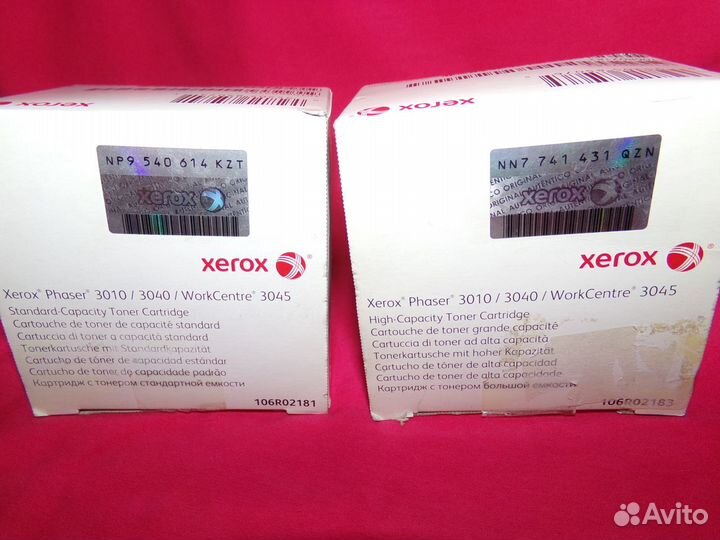 xerox
NP9 540 614 KZT
xerox
xerox
Xerox® Phaser® 3010 / 3040 / WorkCentre® 3045
Standard-Capacity Toner Cartridge
Cartouche de toner de capacité standard
Cartuccia di toner a capacità standard
Tonerkartusche mit Standardkapazität
Cartucho de tóner de capacidad estándar
Cartucho de toner de capacidade padrão
Картридж с тонером стандартной емкости
106R02181
xerox
NN7 741 431 QZN
ORIGINAL AUTÉNTICO
xerox
xerox
Xerox® Phaser® 3010 / 3040 / WorkCentre® 3045
High-Capacity Toner Cartridge
Cartouche de toner grande capacité
Cartuccia di toner ad alta capacità
Tonerkartusche mit hoher Kapazität
Cartucho de tóner de alta capacidad
Cartucho de toner de alta capacidade
Картридж с тонером большой емкости
106R02183
Avito